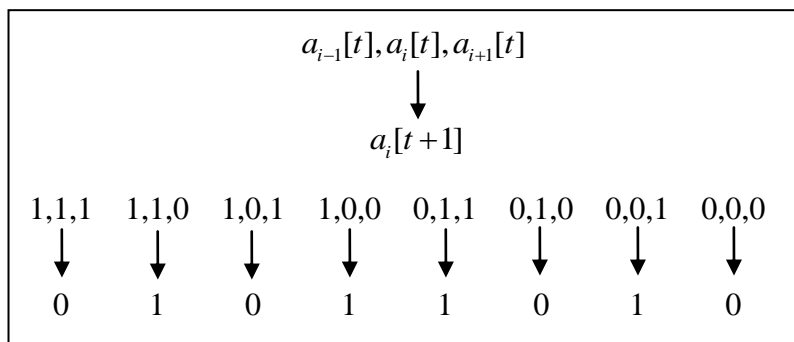 a_{i-1}[t], a_i[t], a_{i+1}[t]
a_i[t+1]
1,1,1 1,1,0 1,0,1 1,0,0 0,1,1 0,1,0 0,0,1 0,0,0
0 1 0 1 1 0 1 0